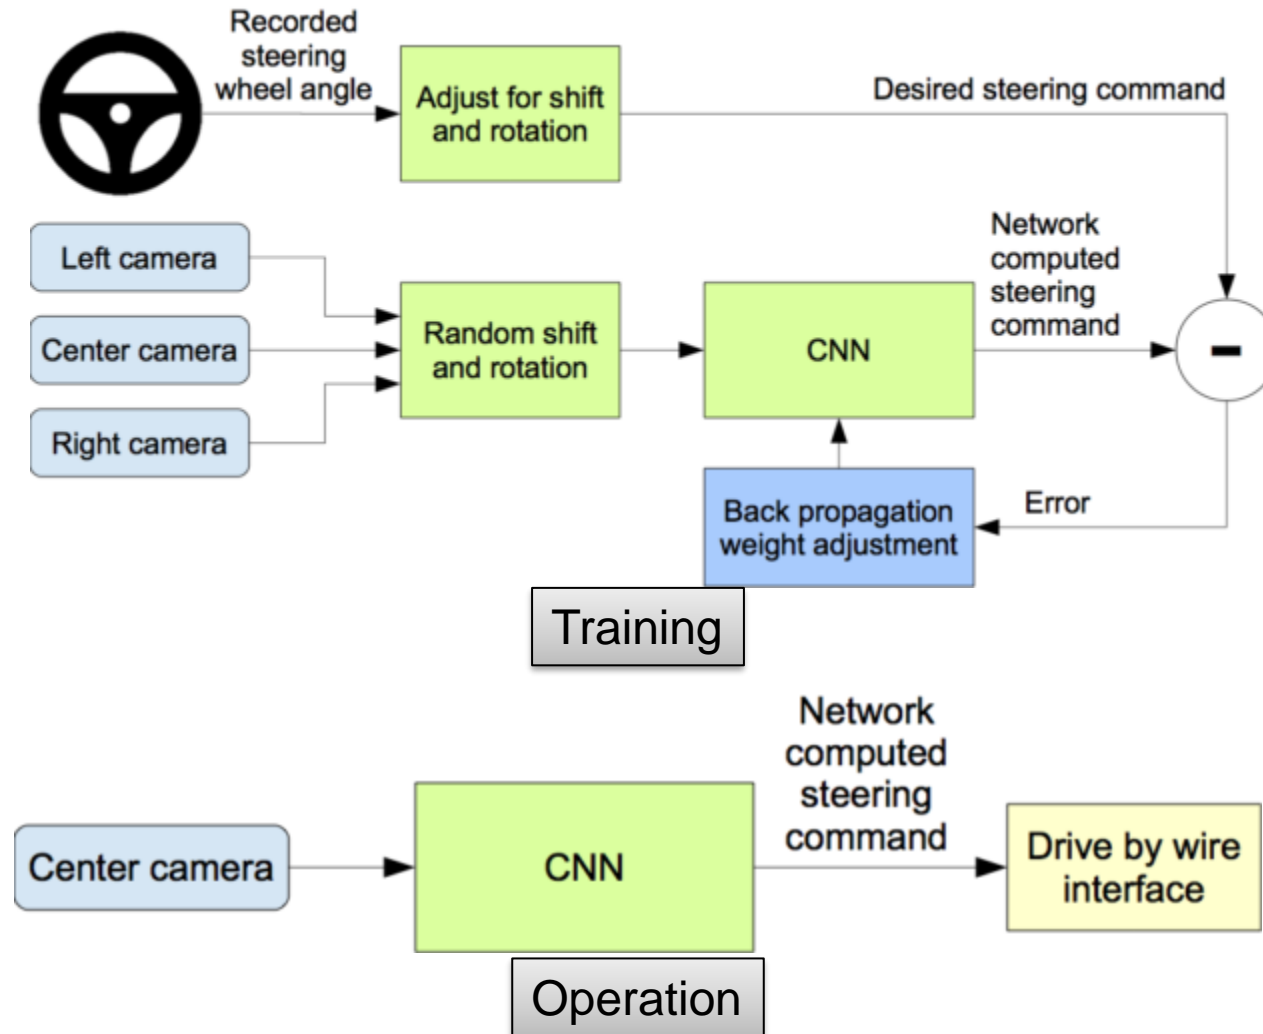 Recorded
steering
wheel angle
Adjust for shift
and rotation
Desired steering command
Left camera
Center camera
Right camera
Random shift
and rotation
CNN
Network
computed
steering
command
-
Back propagation
weight adjustment
Error
Training
Center camera
CNN
Network
computed
steering
command
Drive by wire
interface
Operation